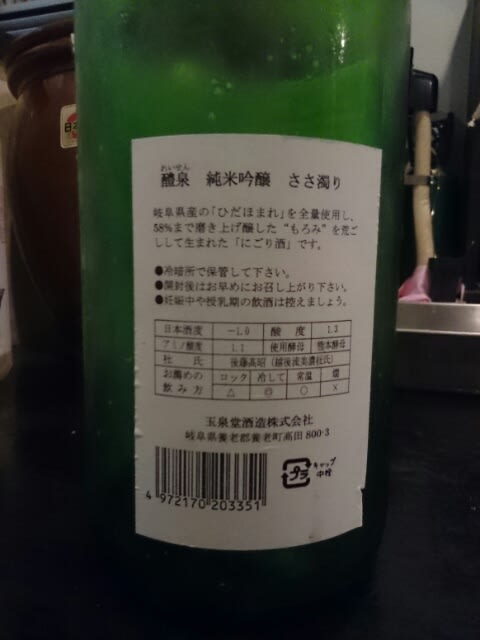 れいせん
醴泉 純米吟醸 ささ濁り
岐阜県産の「ひだほまれ」を全量使用し、
58%まで磨き上げ醸した“もろみ”を荒ご
しして生まれた「にごり酒」です。
●冷暗所で保管して下さい。
●開封後はお早めにお召し上がり下さい。
●妊娠中や授乳期の飲酒は控えましょう。
日本酒度 -1.0 酸度 1.3
アミノ酸度 1.1 使用酵母 熊本酵母
杜氏 後藤高昭(越後流美濃杜氏)
お薦めの ロック 冷して 常温 燗
飲み方 △ ◎ ○ ×
玉泉堂酒造株式会社
岐阜県養老郡養老町高田 800-3
4 972170 203351
プラ キャップ
中栓